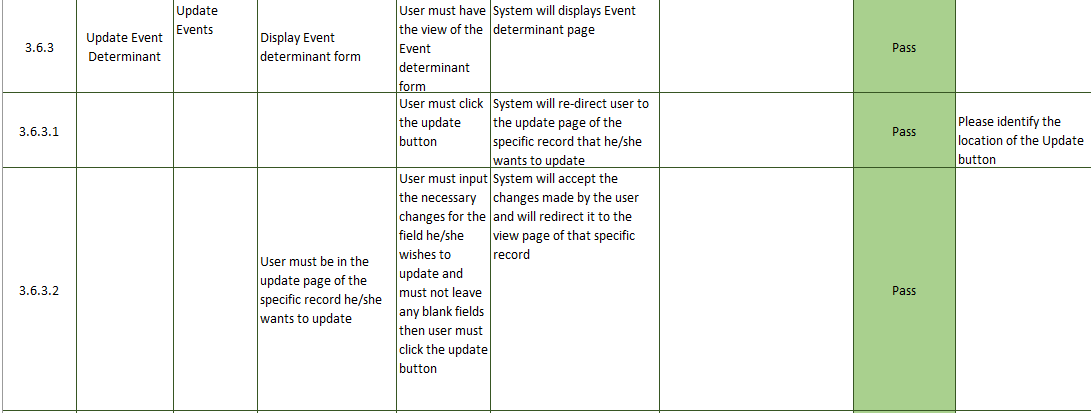 3.6.3
Update Event
Determinant
Update
Events
Display Event
determinant form
User must have
the view of the
Event
determinant
form
System will displays Event
determinant page
Pass
3.6.3.1
User must click
the update
button
System will re-direct user to
the update page of the
specific record that he/she
wants to update
Pass
Please identify the
location of the Update
button
3.6.3.2
User must be in the
update page of the
specific record he/she
wants to update
User must input
the necessary
changes for the
field he/she
wishes to
update and
must not leave
any blank fields
then user must
click the update
button
System will accept the
changes made by the user
and will redirect it to the
view page of that specific
record
Pass